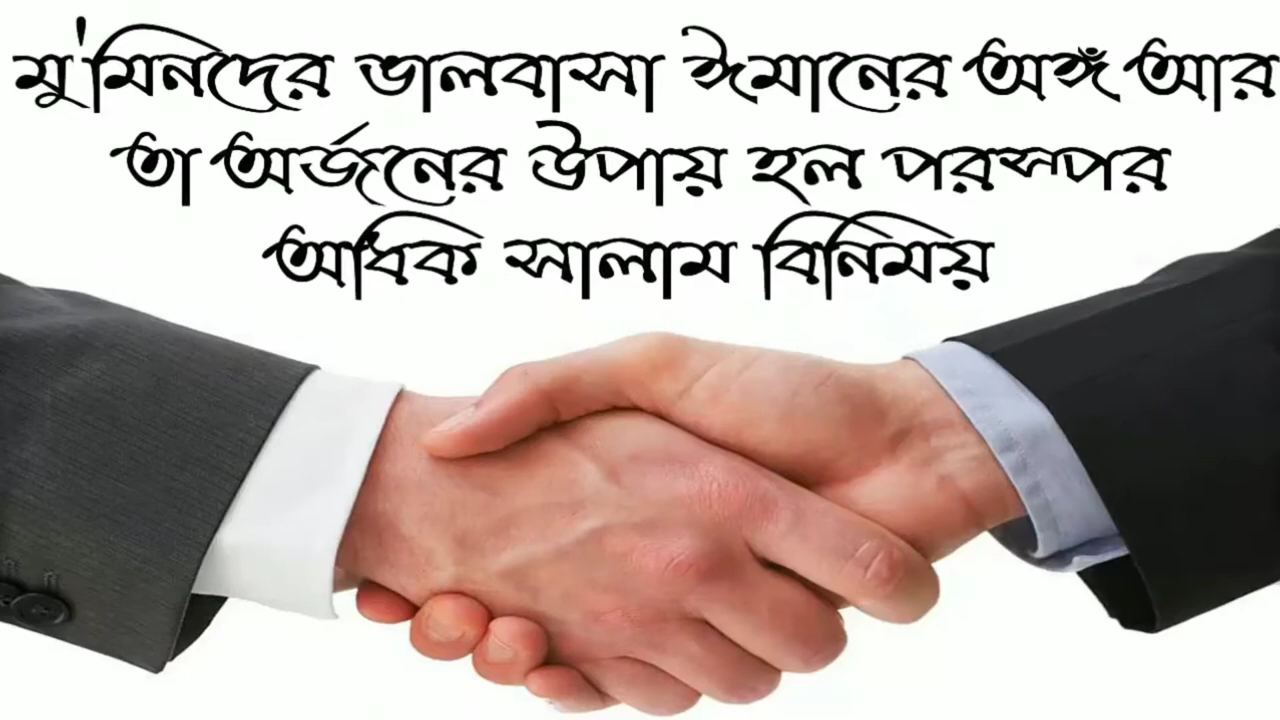 মু'মিনদের ভালবাসা ঈমানের অঙ্গঁ আর
তা অর্জনের উপায় হল পরস্পর
অধিক সালাম বিনিময়